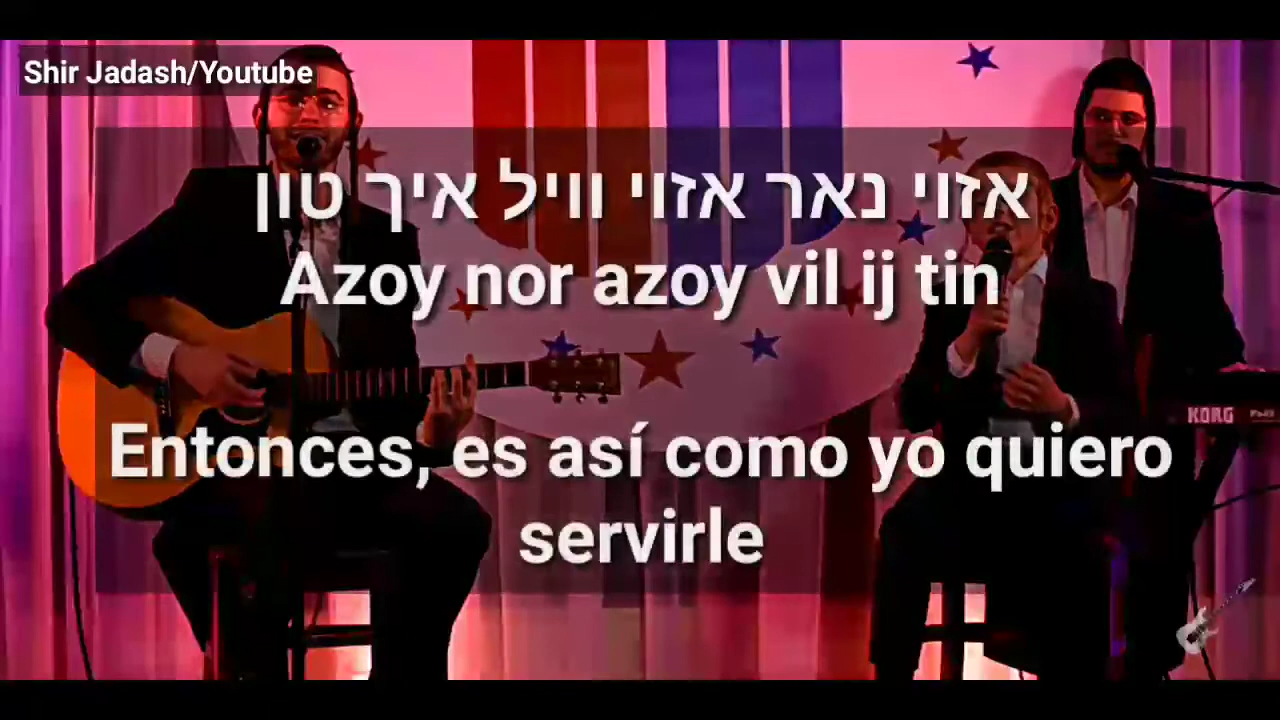 Shir Jadash/Youtube
אזוי נאר אזוי וויל איך טון
Azoy nor azoy vil ij tin
Entonces, es así como yo quiero
servirle
KORG